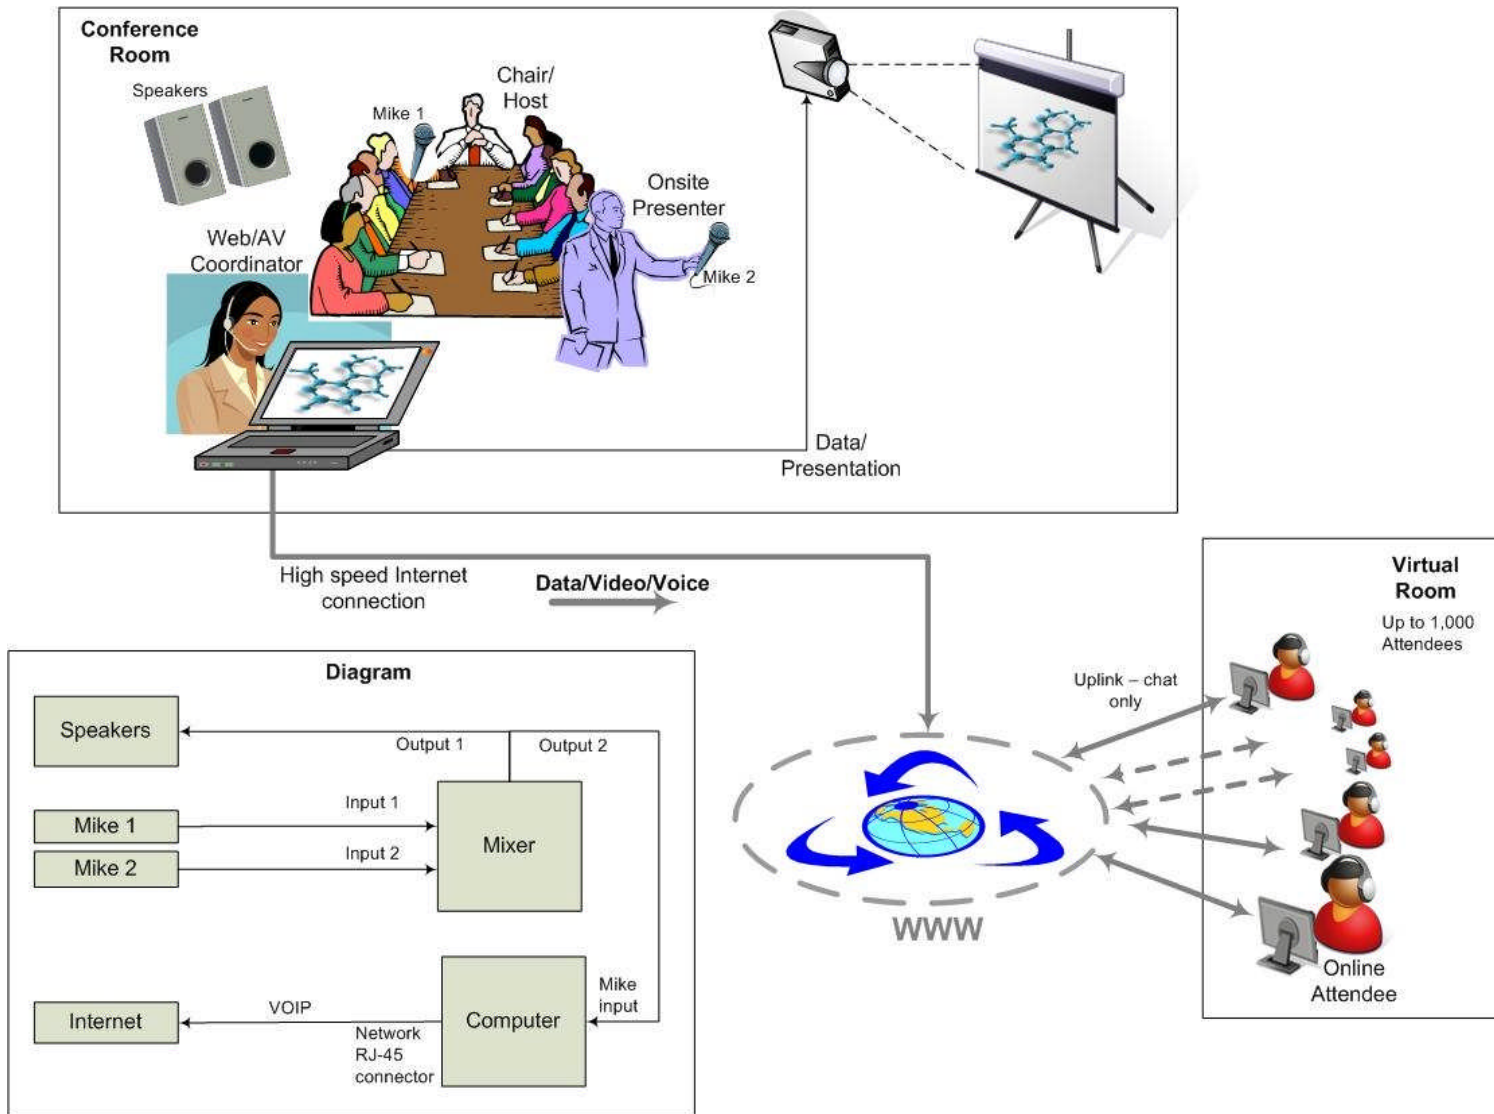 Conference
Room
Speakers
Mike 1
Chair/
Host
Onsite
Presenter
Mike 2
Web/AV
Coordinator
Data/
Presentation
High speed Internet
connection
Data/Video/Voice
Virtual
Room
Up to 1,000
Attendees
Uplink – chat
only
WWW
Online
Attendee
Diagram
Speakers
Output 1
Output 2
Mike 1
Input 1
Mike 2
Input 2
Mixer
Internet
VOIP
Network
RJ-45
connector
Computer
Mike
input